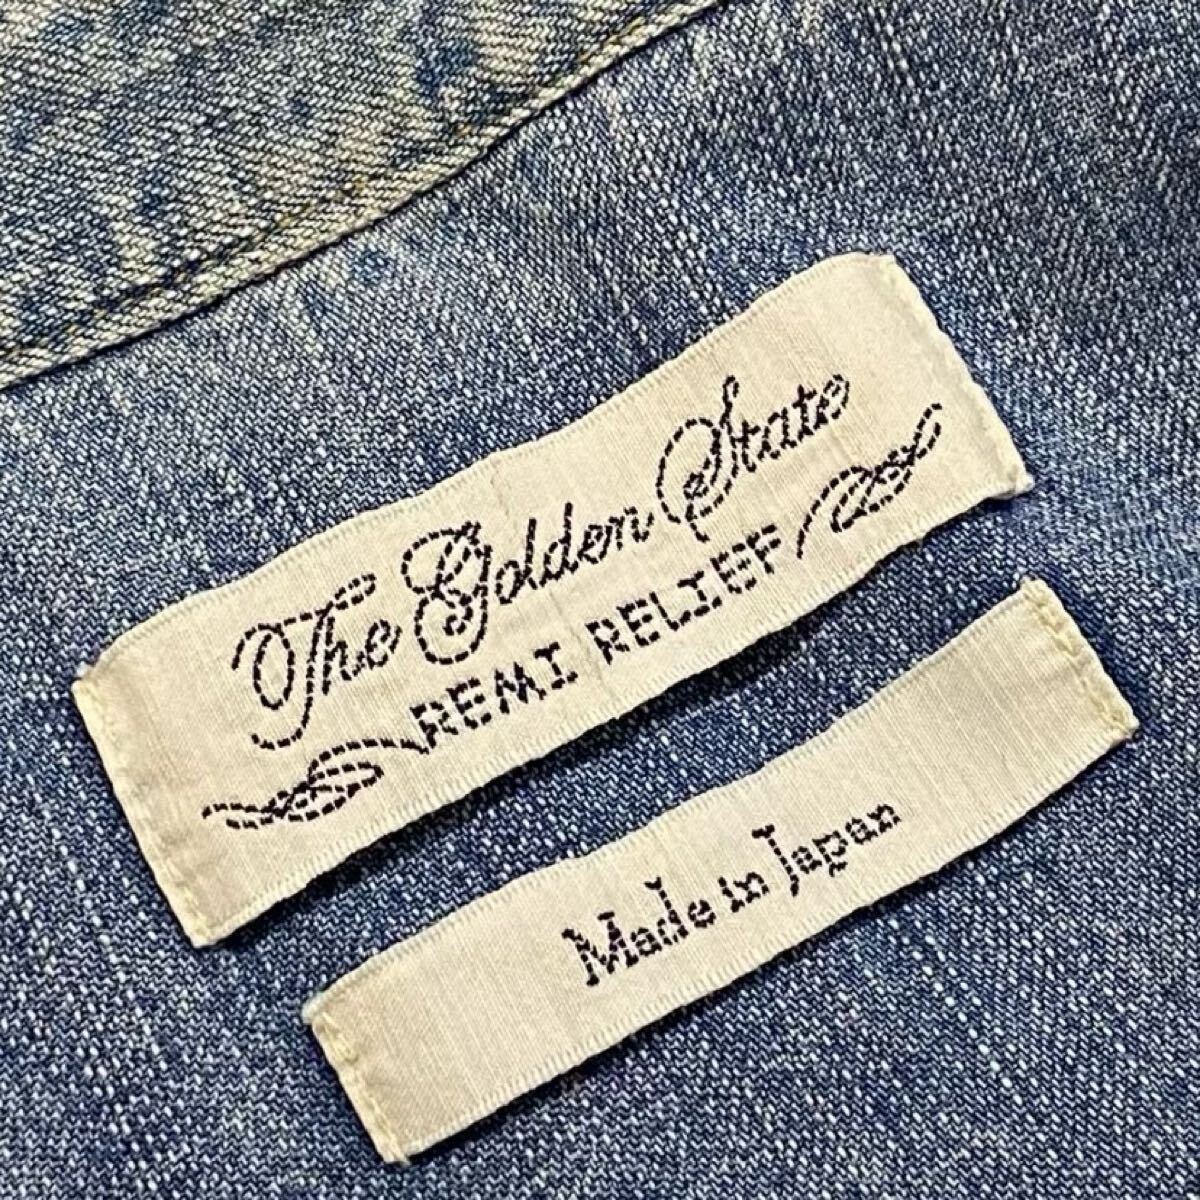 The Golden State
REMI RELIEF
Made in Japan